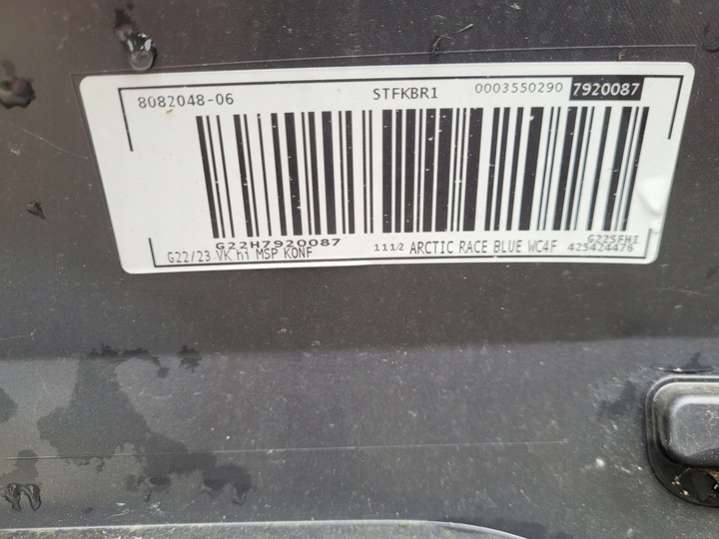 8082048-06 STFKBR1 0003550290 7920087
G22H7920087 G22SFHI
G22/23 VK hi MSP KONF 111⁄2 ARCTIC RACE BLUE WC4F 425424476